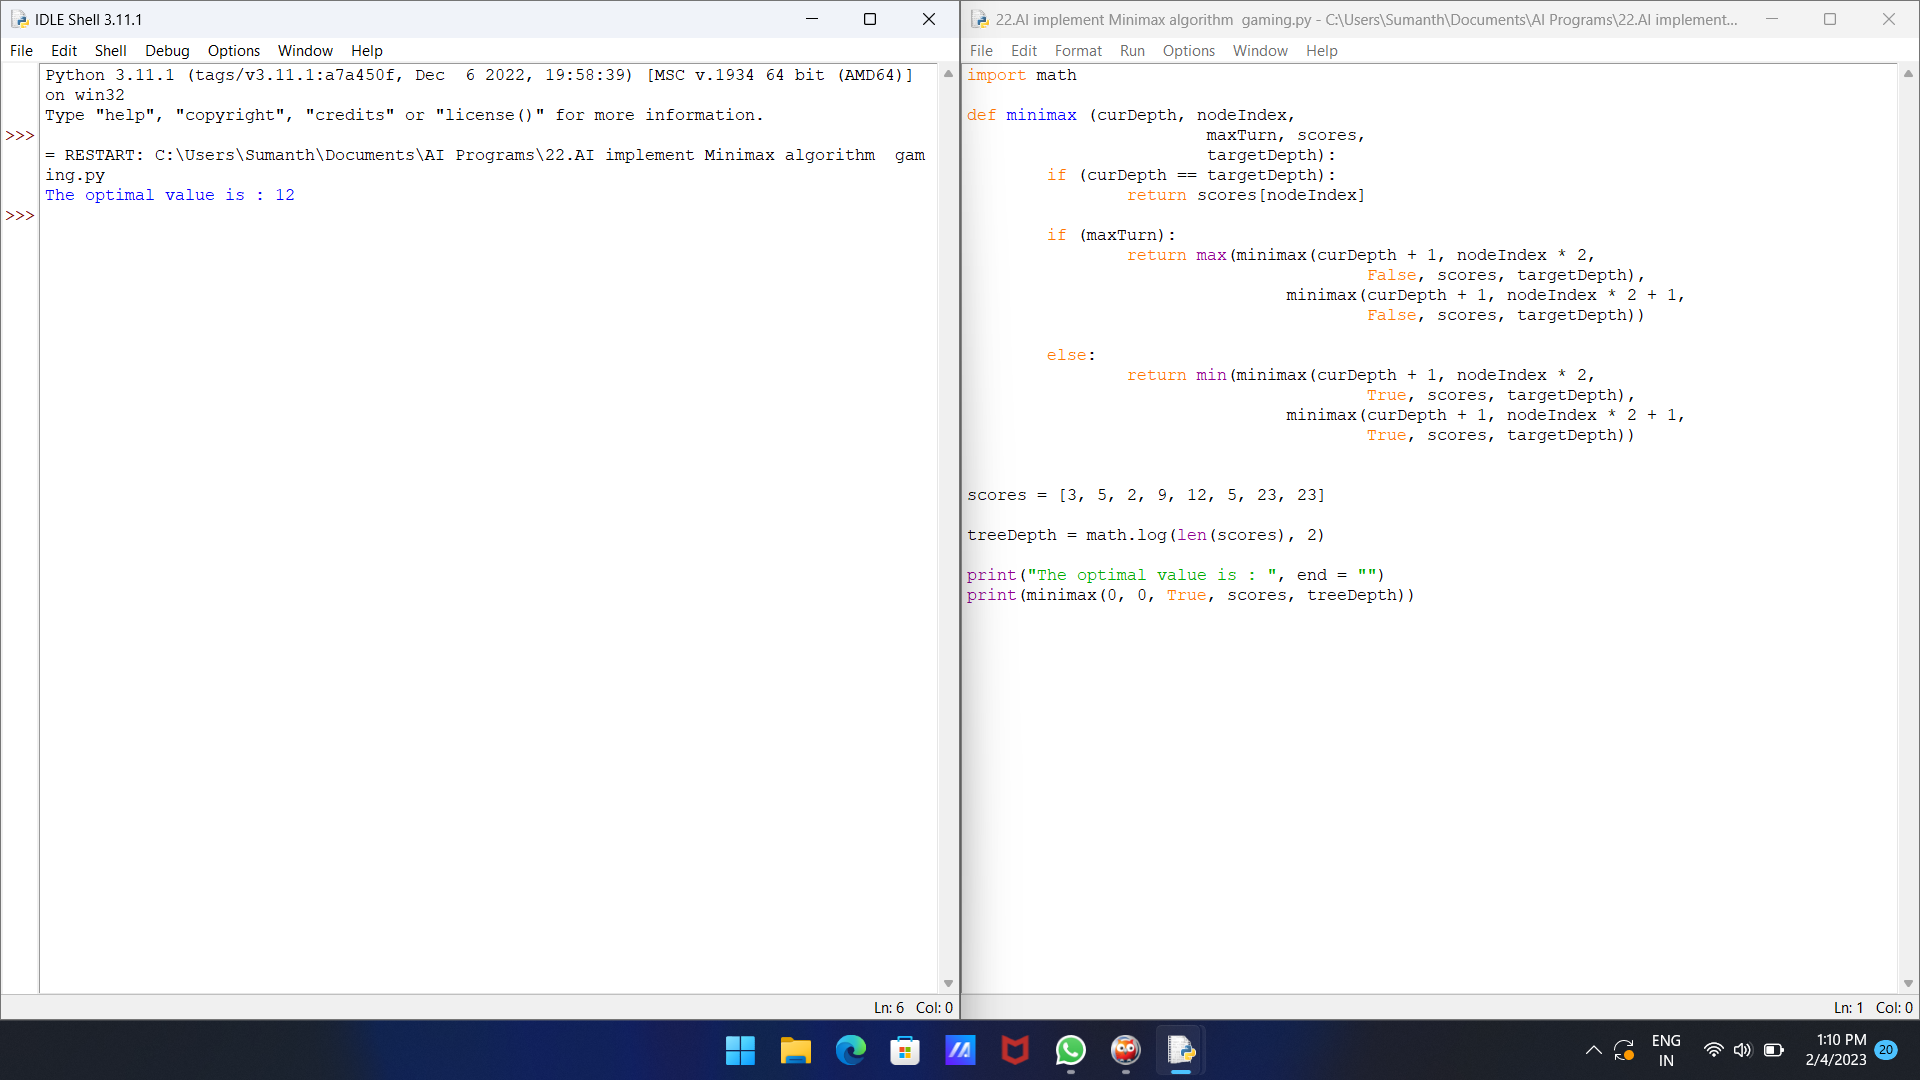 IDLE Shell 3.11.1
File Edit Shell Debug Options Window Help
Python 3.11.1 (tags/v3.11.1:a7a450f, Dec  6 2022, 19:58:39) [MSC v.1934 64 bit (AMD64)]
on win32
Type "help", "copyright", "credits" or "license()" for more information.
>>>
= RESTART: C:\Users\Sumanth\Documents\AI Programs\22.AI implement Minimax algorithm  gam
ing.py
The optimal value is : 12
>>>
Ln: 6 Col: 0
22.AI implement Minimax algorithm  gaming.py - C:\Users\Sumanth\Documents\AI Programs\22.AI implement...
File Edit Format Run Options Window Help
import math
def minimax (curDepth, nodeIndex,
maxTurn, scores,
targetDepth):
if (curDepth == targetDepth):
return scores[nodeIndex]
if (maxTurn):
return max(minimax(curDepth + 1, nodeIndex * 2,
False, scores, targetDepth),
minimax(curDepth + 1, nodeIndex * 2 + 1,
False, scores, targetDepth))
else:
return min(minimax(curDepth + 1, nodeIndex * 2,
True, scores, targetDepth),
minimax(curDepth + 1, nodeIndex * 2 + 1,
True, scores, targetDepth))
scores = [3, 5, 2, 9, 12, 5, 23, 23]
treeDepth = math.log(len(scores), 2)
print("The optimal value is : ", end = "")
print(minimax(0, 0, True, scores, treeDepth))
Ln: 1 Col: 0
ENG
IN
1:10 PM
2/4/2023
20